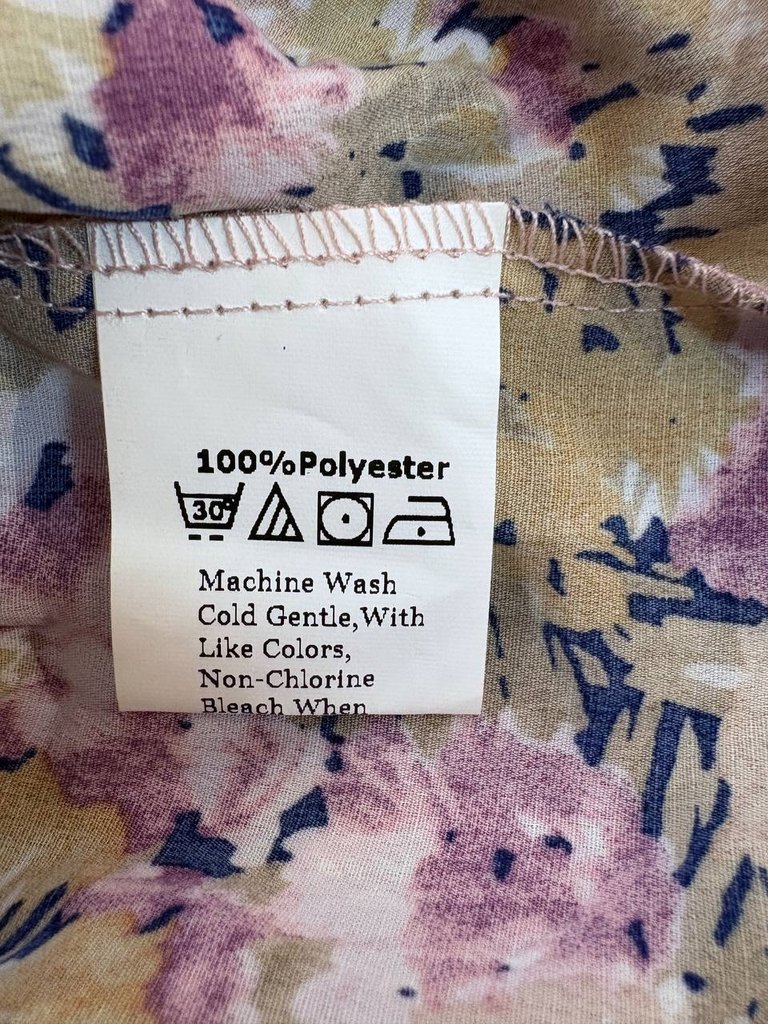 100%Polyester
30°
Machine Wash
Cold Gentle,With
Like Colors,
Non-Chlorine
Bleach When